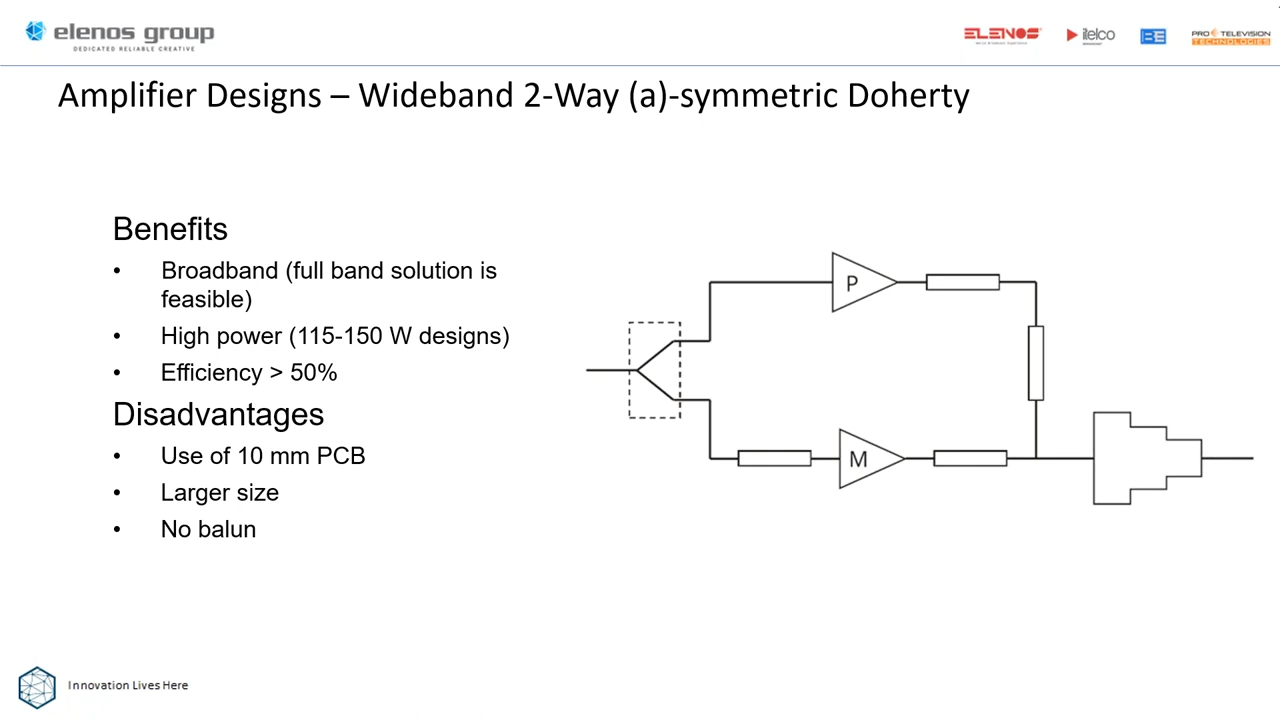 elenos group
DEDICATED RELIABLE CREATIVE
ELENOS
itelco
BE
PRO TELEVISION
TECHNOLOGIES
Amplifier Designs – Wideband 2-Way (a)-symmetric Doherty
Benefits
• Broadband (full band solution is
feasible)
• High power (115-150 W designs)
• Efficiency > 50%
Disadvantages
• Use of 10 mm PCB
• Larger size
• No balun
P
M
Innovation Lives Here